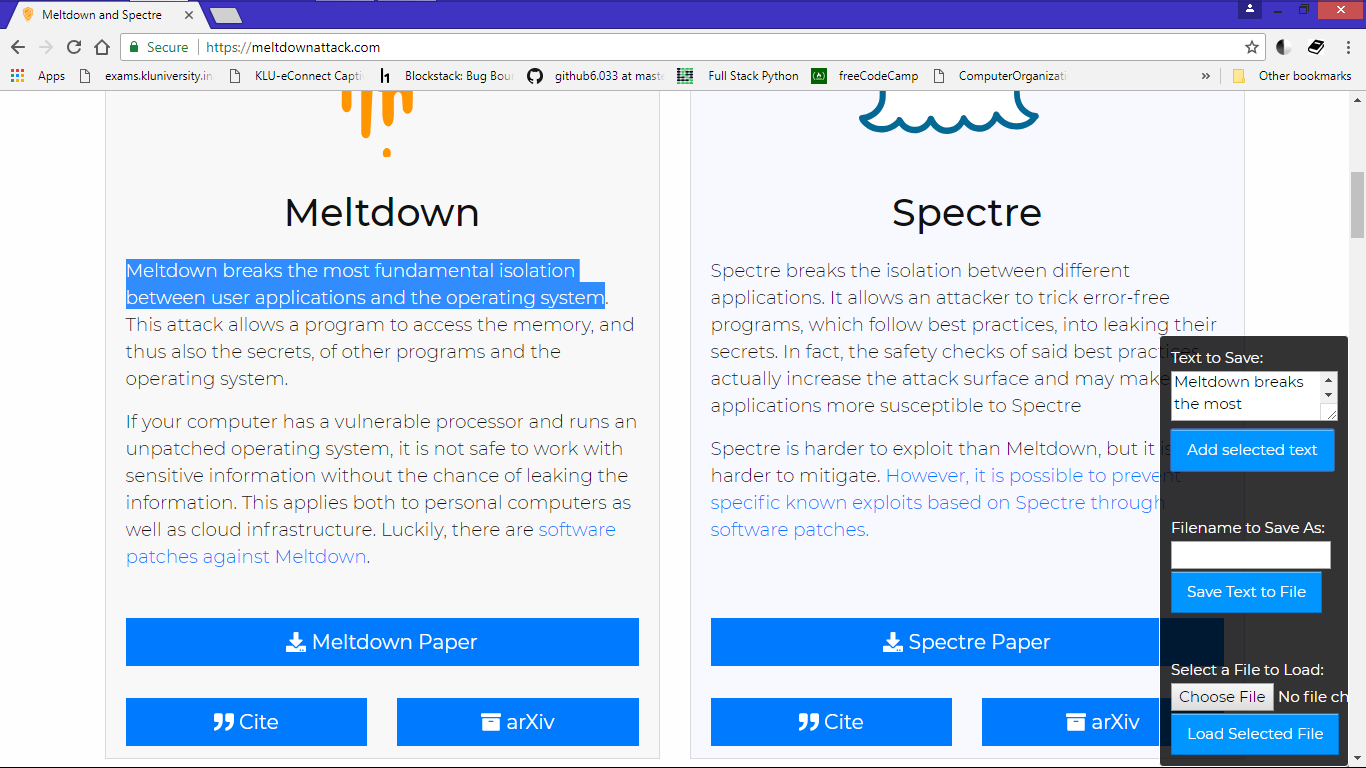 Meltdown and Spectre
Secure https://meltdownattack.com
Apps exams.kluniversity.in KLU-eConnect Capti Blockstack: Bug Boun github6.033 at maste Full Stack Python freeCodeCamp ComputerOrganizati » Other bookmarks
Meltdown
Meltdown breaks the most fundamental isolation
between user applications and the operating system.
This attack allows a program to access the memory, and
thus also the secrets, of other programs and the
operating system.
If your computer has a vulnerable processor and runs an
unpatched operating system, it is not safe to work with
sensitive information without the chance of leaking the
information. This applies both to personal computers as
well as cloud infrastructure. Luckily, there are software
patches against Meltdown.
Meltdown Paper
Cite
arXiv
Spectre
Spectre breaks the isolation between different
applications. It allows an attacker to trick error-free
programs, which follow best practices, into leaking their
secrets. In fact, the safety checks of said best practices
actually increase the attack surface and may make
applications more susceptible to Spectre
Spectre is harder to exploit than Meltdown, but it is
harder to mitigate. However, it is possible to prevent
specific known exploits based on Spectre through
software patches.
Spectre Paper
Cite
arXiv
Text to Save:
Meltdown breaks
the most
Add selected text
Filename to Save As:
Save Text to File
Select a File to Load:
Choose File No file ch
Load Selected File